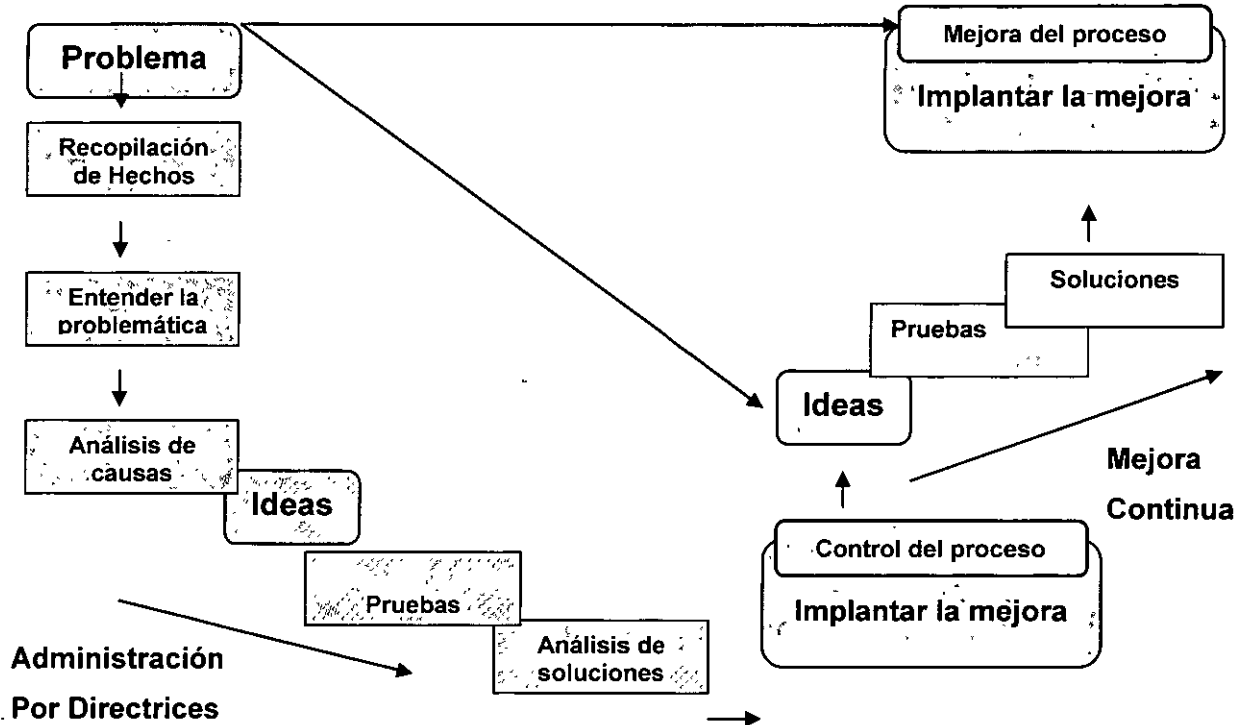 Problema
Recopilación
de Hechos
Entender la
problemática
Análisis de
causas
Ideas
Pruebas
Análisis de
soluciones
Administración
Por Directrices
Control del proceso
Implantar la mejora
Ideas
Pruebas
Soluciones
Mejora
Continua
Mejora del proceso
Implantar la mejora